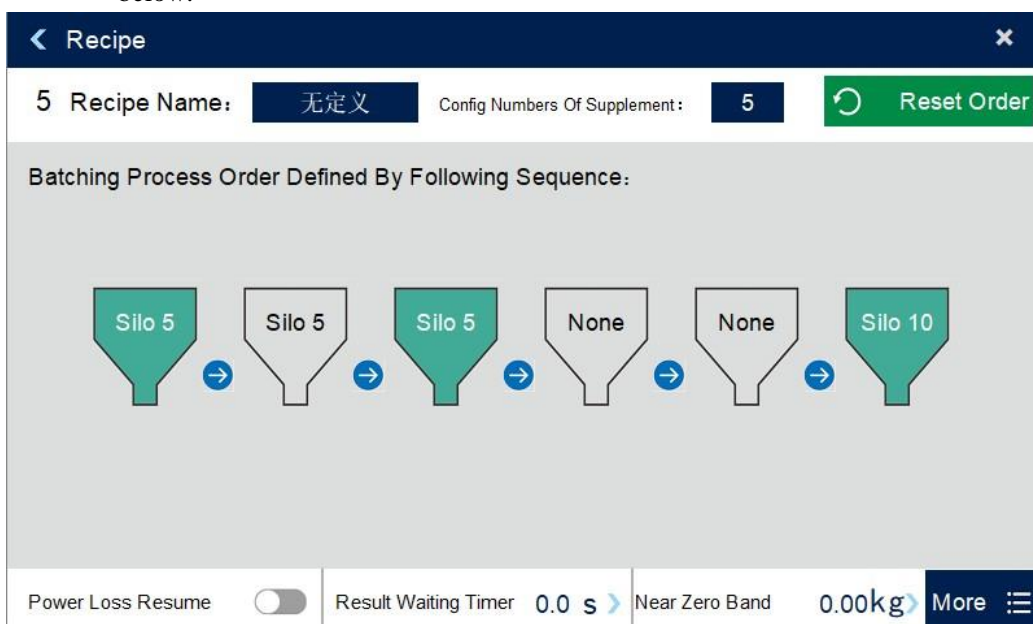 below.
Recipe
5 Recipe Name： 无定义 Config Numbers Of Supplement： 5 Reset Order
Batching Process Order Defined By Following Sequence：
Silo 5 Silo 5 Silo 5 None None Silo 10
Power Loss Resume Result Waiting Timer 0.0 s Near Zero Band 0.00kg More